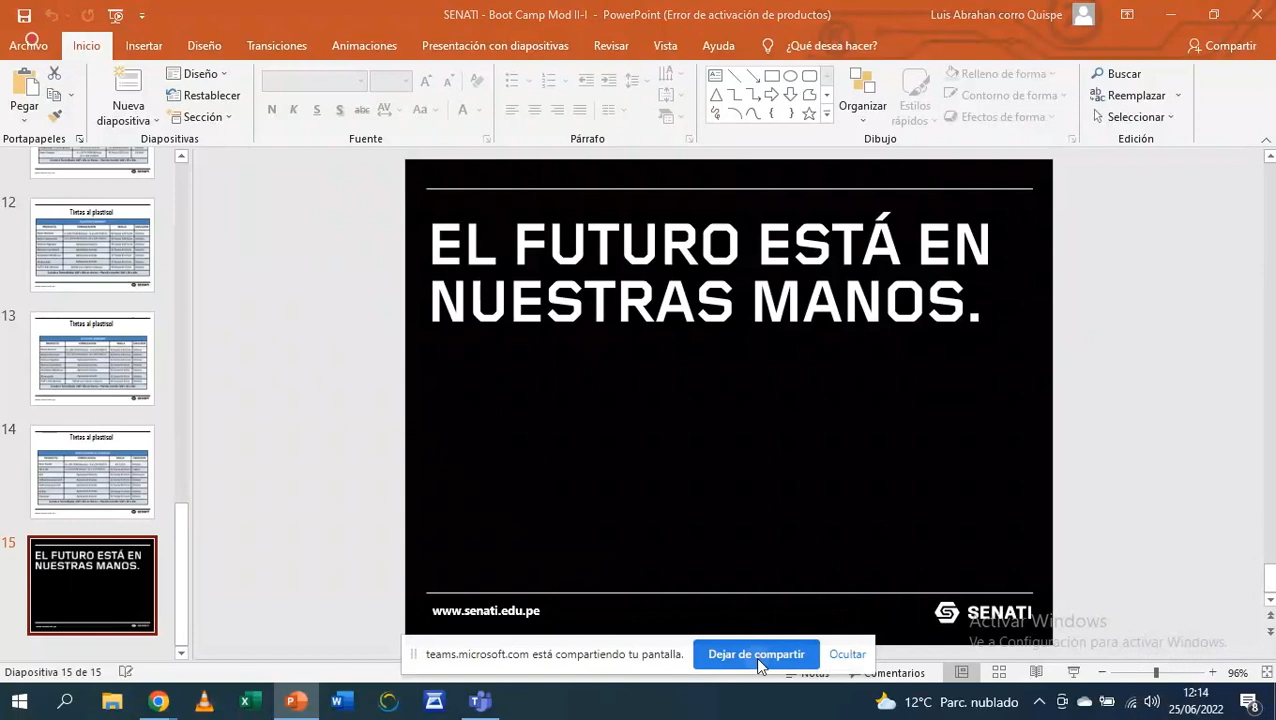 SENATI - Boot Camp Mod II-I - PowerPoint (Error de activación de productos)
Luis Abrahan corro Quispe
Archivo Inicio Insertar Diseño Transiciones Animaciones Presentación con diapositivas Revisar Vista Ayuda ¿Qué desea hacer? Compartir
Pegar
Nueva diapositiva
Diseño
Restablecer
Sección
N K S S abc AV Aa A
Organizar
Estilos rápidos
Relleno de forma
Contorno de forma
Efectos de forma
Buscar
Reemplazar
Seleccionar
Portapapeles Diapositivas Fuente Párrafo Dibujo Edición
12
Tintas al plastisol
13
Tintas al plastisol
14
Tintas al plastisol
15
EL FUTURO ESTÁ EN
NUESTRAS MANOS.
EL FUTURO ESTÁ EN
NUESTRAS MANOS.
www.senati.edu.pe
SENATI
Activar Windows
Ve a Configuración para activar Windows.
teams.microsoft.com está compartiendo tu pantalla.
Dejar de compartir
Ocultar
Diapositiva 15 de 15
Notas
Comentarios
96%
12°C Parc. nublado
12:14
25/06/2022
8